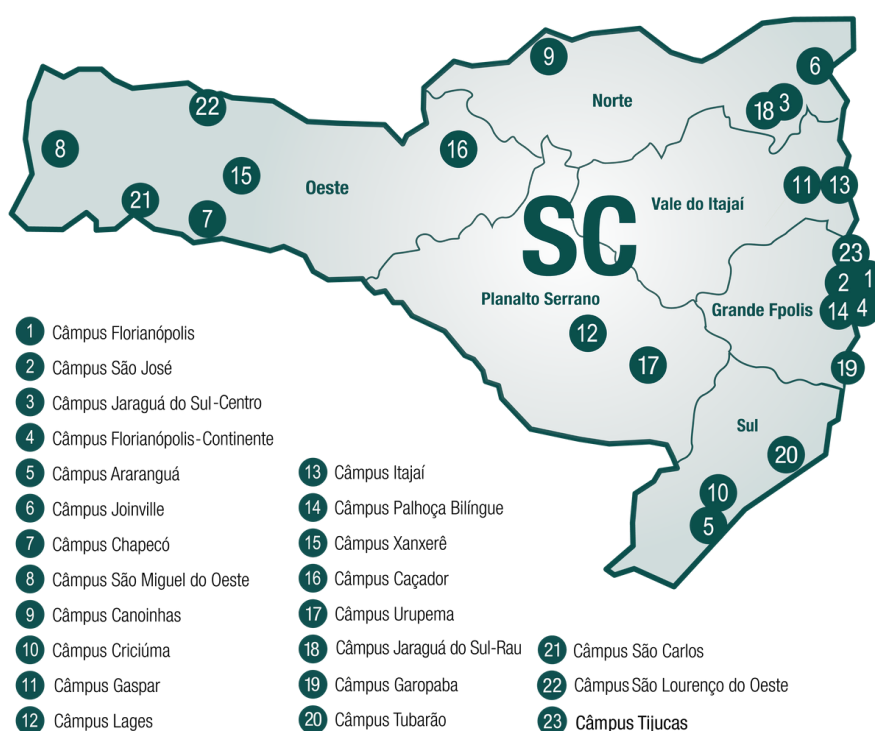 9
6
Norte
22
3
18
8
16
15
Oeste
11
13
21
7
Vale do Itajaí
SC
23
2
1
Planalto Serrano
Grande Fpolis
14
4
12
17
19
Sul
20
10
5
1 Câmpus Florianópolis
2 Câmpus São José
3 Câmpus Jaraguá do Sul-Centro
4 Câmpus Florianópolis-Continente
5 Câmpus Araranguá
6 Câmpus Joinville
7 Câmpus Chapecó
8 Câmpus São Miguel do Oeste
9 Câmpus Canoinhas
10 Câmpus Criciúma
11 Câmpus Gaspar
12 Câmpus Lages
13 Câmpus Itajaí
14 Câmpus Palhoça Bilíngue
15 Câmpus Xanxerê
16 Câmpus Caçador
17 Câmpus Urupema
18 Câmpus Jaraguá do Sul-Rau
19 Câmpus Garopaba
20 Câmpus Tubarão
21 Câmpus São Carlos
22 Câmpus São Lourenço do Oeste
23 Câmpus Tijucas